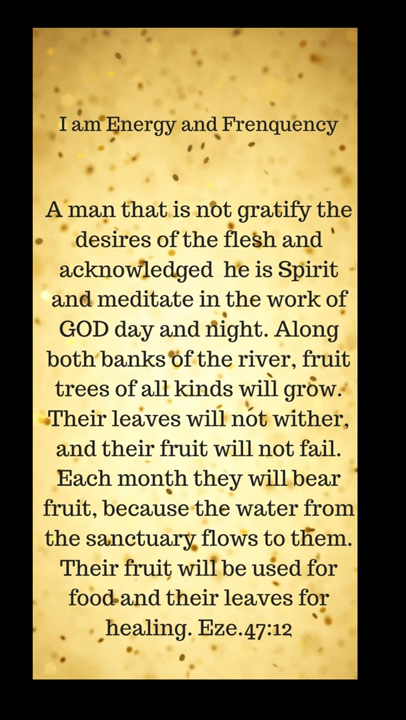 I am Energy and Frenquency
A man that is not gratify the
desires of the flesh and
acknowledged he is Spirit
and meditate in the work of
GOD day and night. Along
both banks of the river, fruit
trees of all kinds will grow.
Their leaves will not wither,
and their fruit will not fail.
Each month they will bear
fruit, because the water from
the sanctuary flows to them.
Their fruit will be used for
food and their leaves for
healing. Eze.47:12